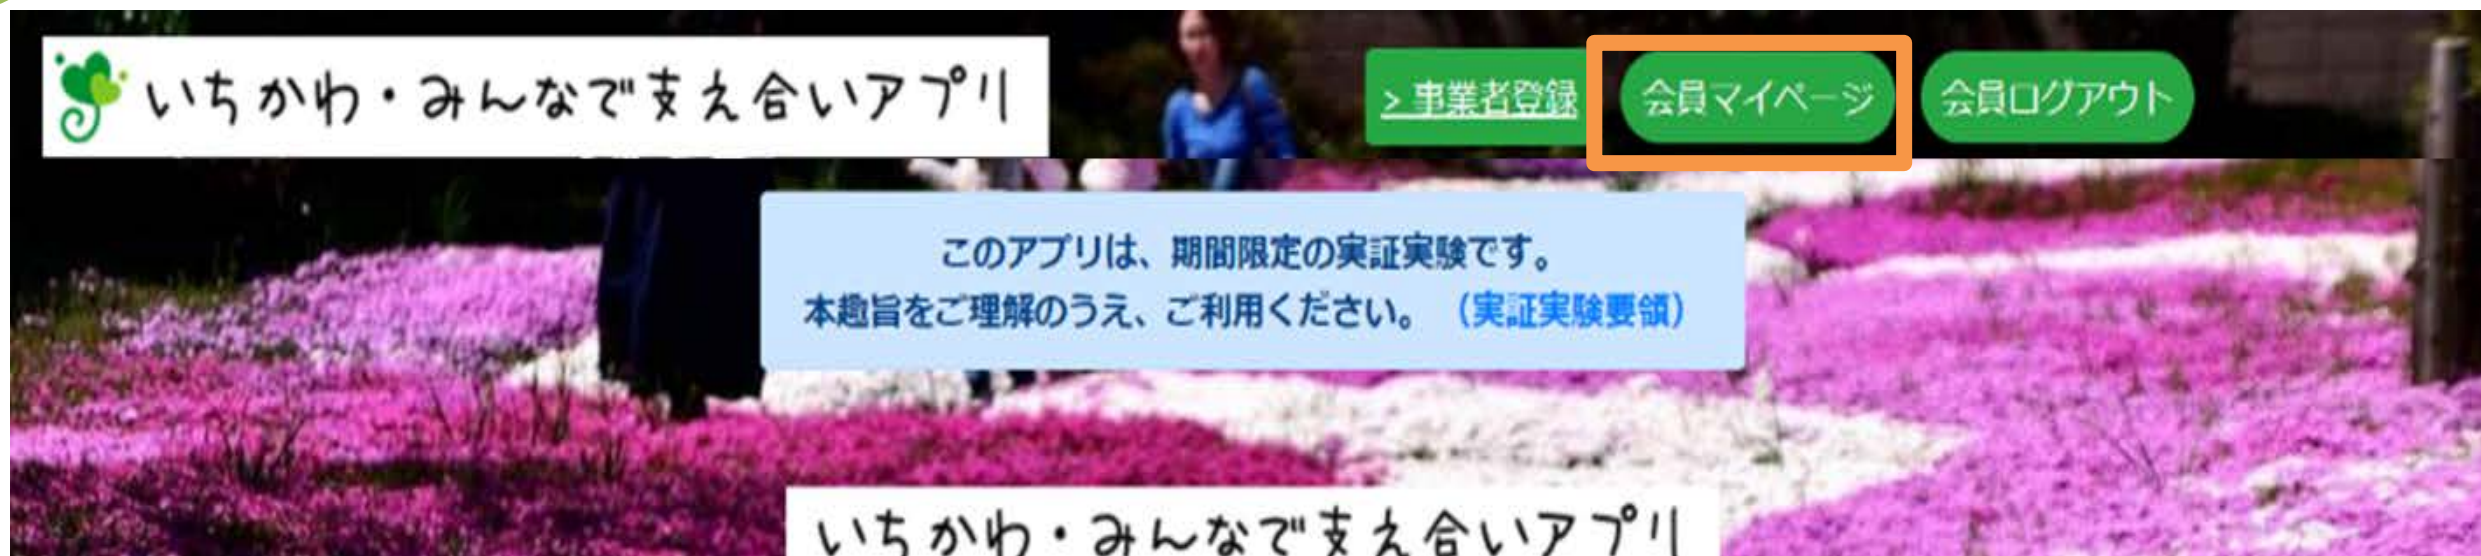 いちかわ・みんなで支え合いアプリ
> 事業者登録
会員マイページ
会員ログアウト
このアプリは、期間限定の実証実験です。
本趣旨をご理解のうえ、ご利用ください。 （実証実験要領）
いちかわ・みんなで支え合いアプリ